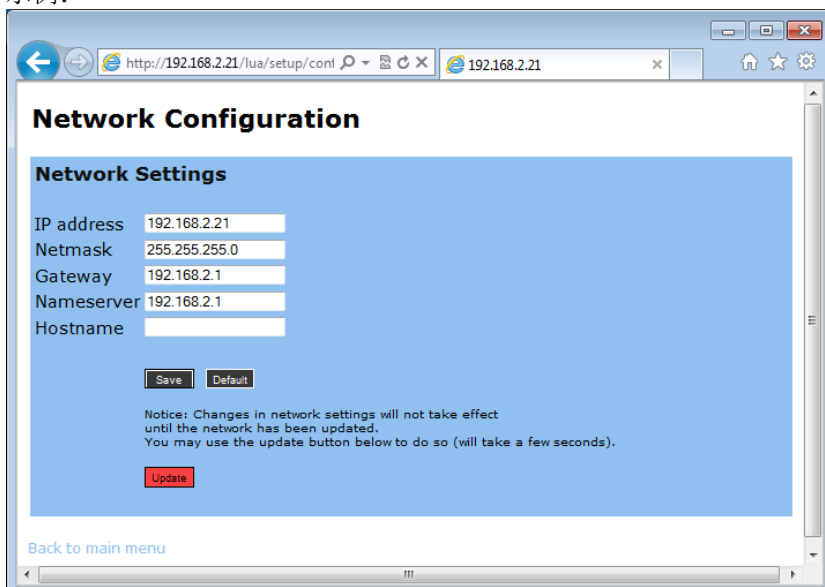 示例:
http://192.168.2.21/lua/setup/conf
192.168.2.21
Network Configuration
Network Settings
IP address 192.168.2.21
Netmask 255.255.255.0
Gateway 192.168.2.1
Nameserver 192.168.2.1
Hostname
Save Default
Notice: Changes in network settings will not take effect
until the network has been updated.
You may use the update button below to do so (will take a few seconds).
Update
Back to main menu